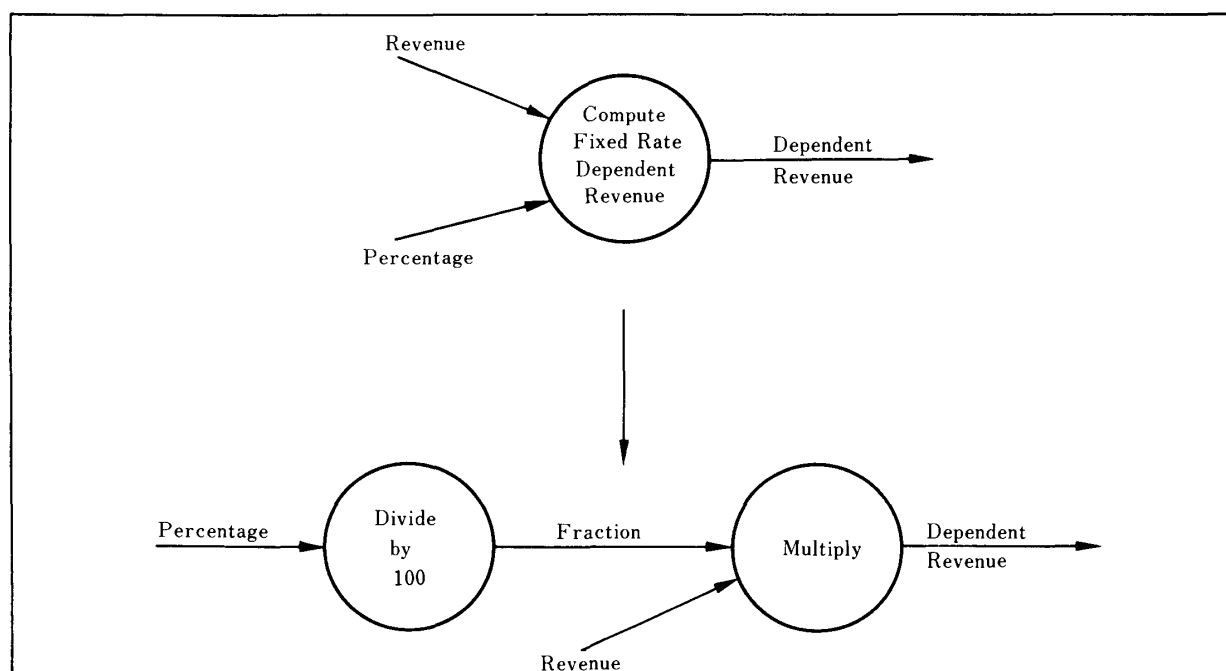 Revenue
Compute
Fixed Rate
Dependent
Revenue
Dependent
Revenue
Percentage
Percentage
Divide
by
100
Fraction
Multiply
Dependent
Revenue
Revenue